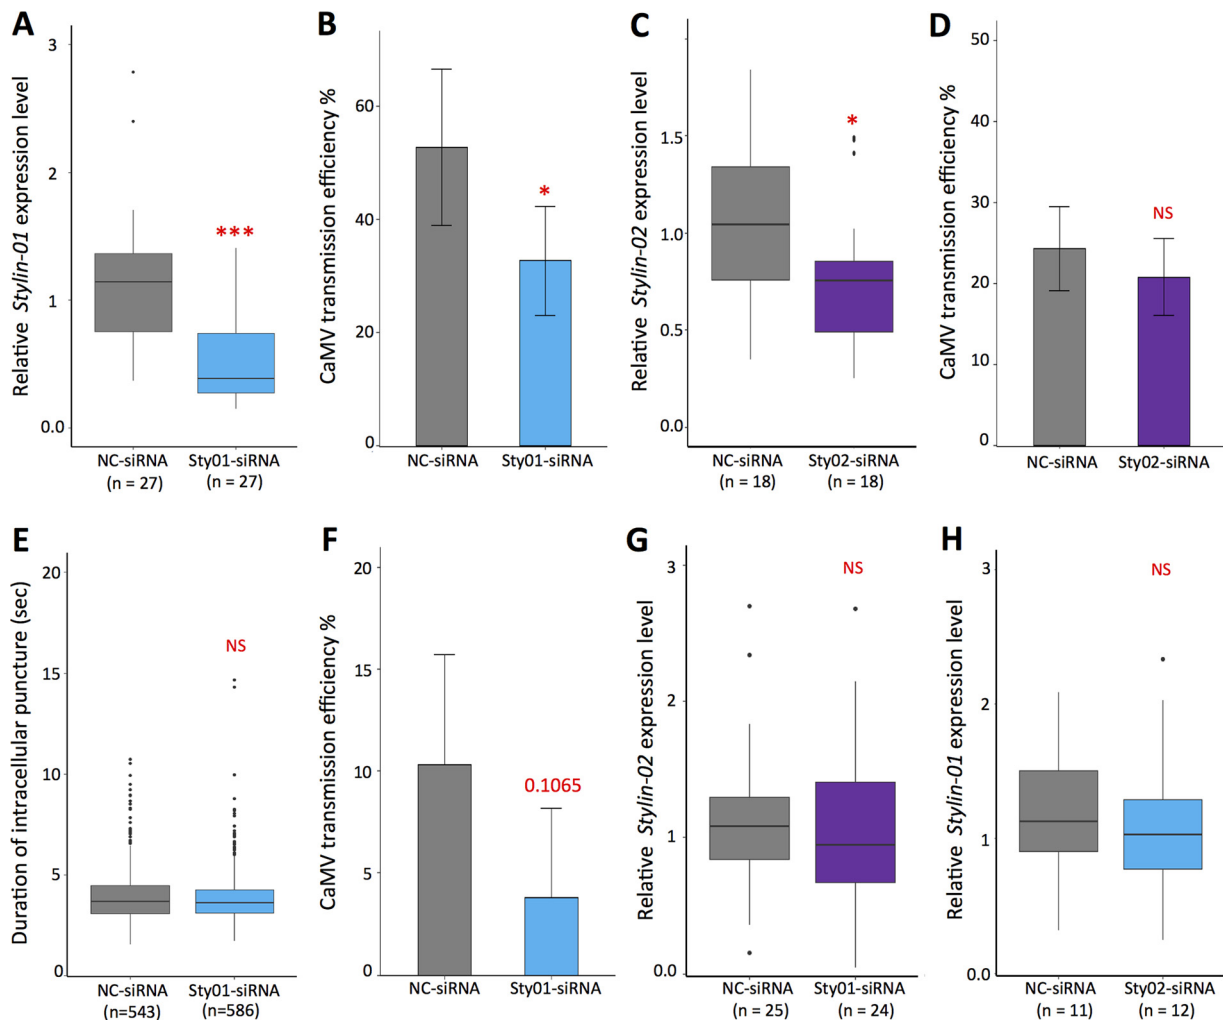 A
Relative Stylin-01 expression level
3
2
1
0.0
***
NC-siRNA
(n = 27)
Sty01-siRNA
(n = 27)
B
CaMV transmission efficiency %
60
40
20
0
*
NC-siRNA
Sty01-siRNA
C
Relative Stylin-02 expression level
1.5
1.0
0.5
0.0
*
NC-siRNA
(n = 18)
Sty02-siRNA
(n = 18)
D
CaMV transmission efficiency %
50
40
30
20
10
0
NS
NC-siRNA
Sty02-siRNA
E
Duration of intracellular puncture (sec)
20
15
10
5
0
NS
NC-siRNA
(n=543)
Sty01-siRNA
(n=586)
F
CaMV transmission efficiency %
20
15
10
5
0
0.1065
NC-siRNA
Sty01-siRNA
G
Relative Stylin-02 expression level
3
2
1
0.0
NS
NC-siRNA
(n = 25)
Sty01-siRNA
(n = 24)
H
Relative Stylin-01 expression level
3
2
1
0.0
NS
NC-siRNA
(n = 11)
Sty02-siRNA
(n = 12)